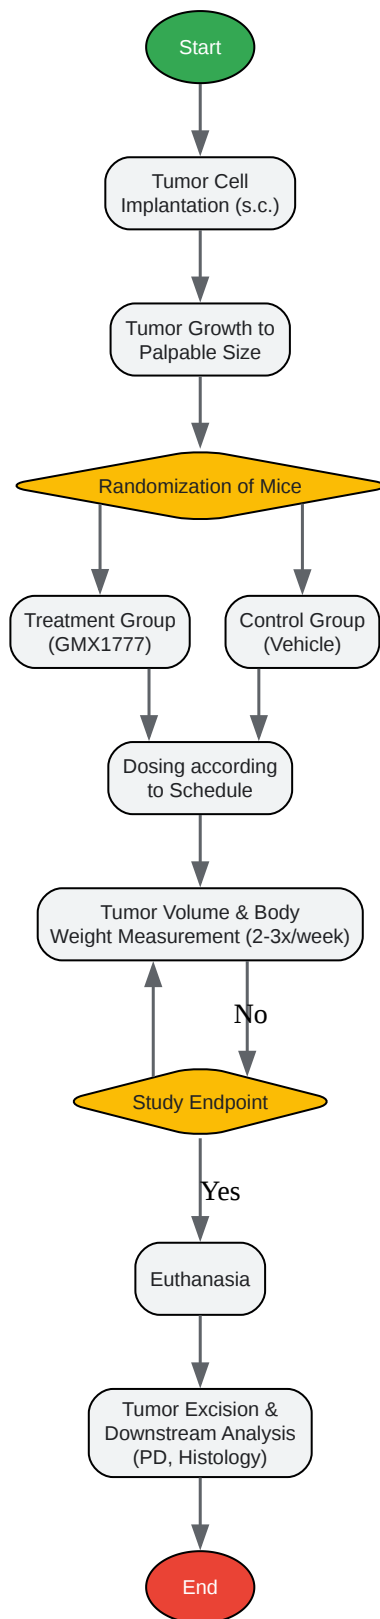 Start
Tumor Cell
Implantation (s.c.)
Tumor Growth to
Palpable Size
Randomization of Mice
Treatment Group
(GMX1777)
Control Group
(Vehicle)
Dosing according
to Schedule
Tumor Volume & Body
Weight Measurement (2-3x/week)
No
Study Endpoint
Yes
Euthanasia
Tumor Excision &
Downstream Analysis
(PD, Histology)
End